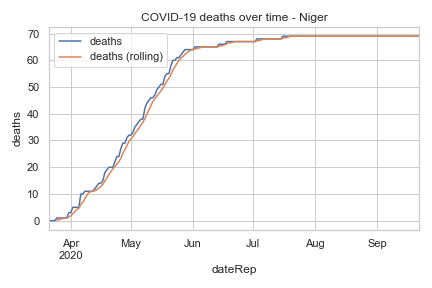 COVID-19 deaths over time - Niger
deaths
deaths (rolling)
70
60
50
40
30
20
10
0
deaths
Apr
2020
May
Jun
Jul
Aug
Sep
dateRep